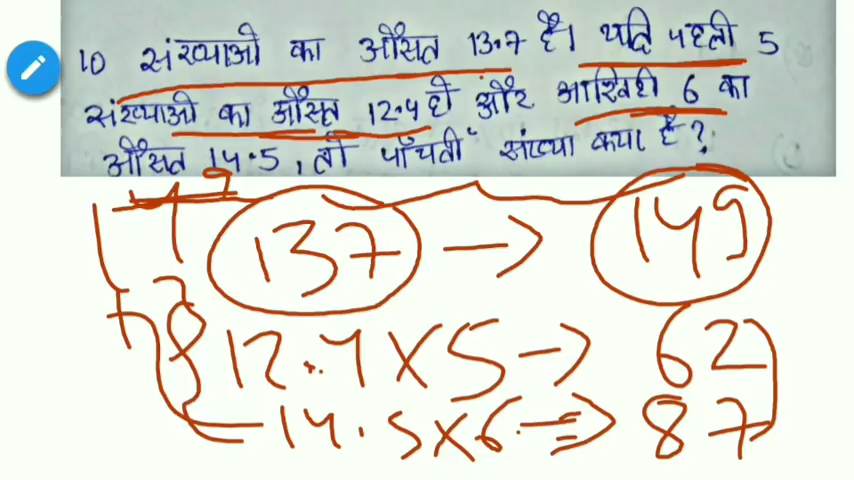 10 संख्याओ का औसत 13.7 है। यदि पहली 5
संख्याओ का औसत 12.4 हो और आखिरी 6 का
औसत 14.5, तो पाँचवी संख्या क्या है?
137 → 149
12.4 × 5 → 62
14.5 × 6 ⇒ 87